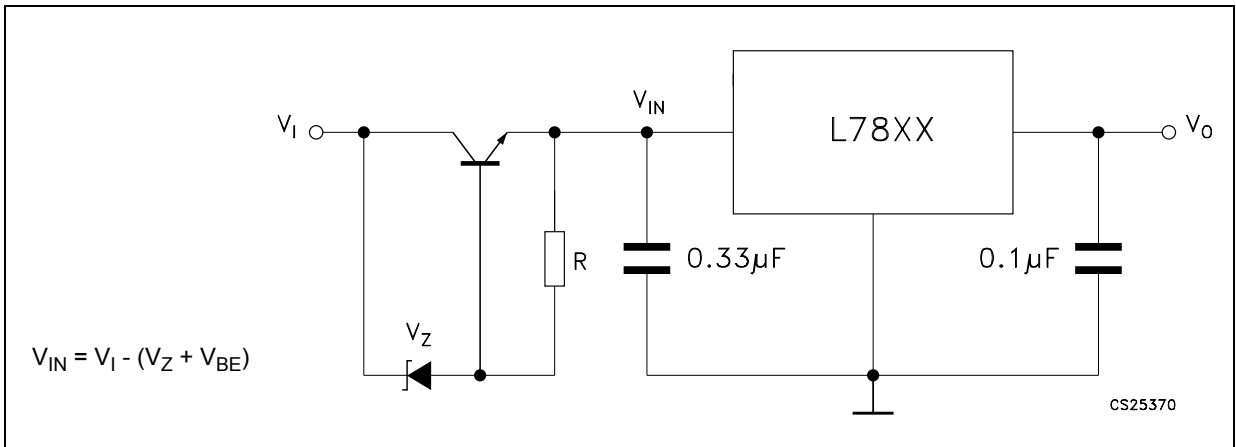 V_IN
V_I
L78XX
V_O
R
0.33µF
0.1µF
V_Z
V_IN = V_I - (V_Z + V_BE)
CS25370